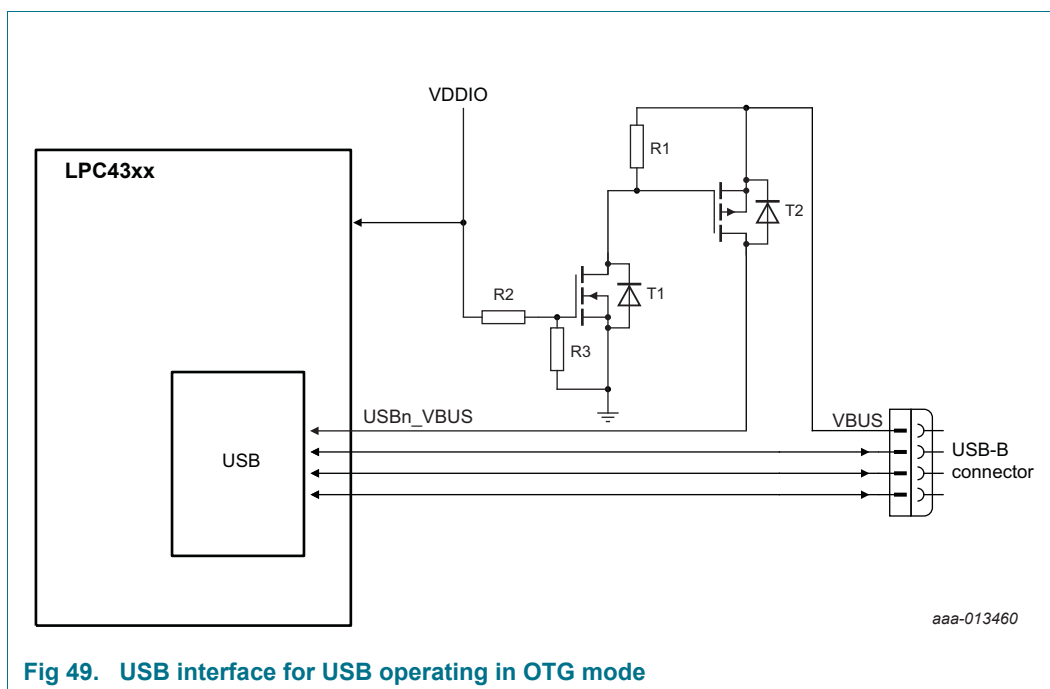 VDDIO
LPC43xx
R1
T2
R2
T1
R3
USBn_VBUS
VBUS
USB
USB-B
connector
aaa-013460
Fig 49. USB interface for USB operating in OTG mode